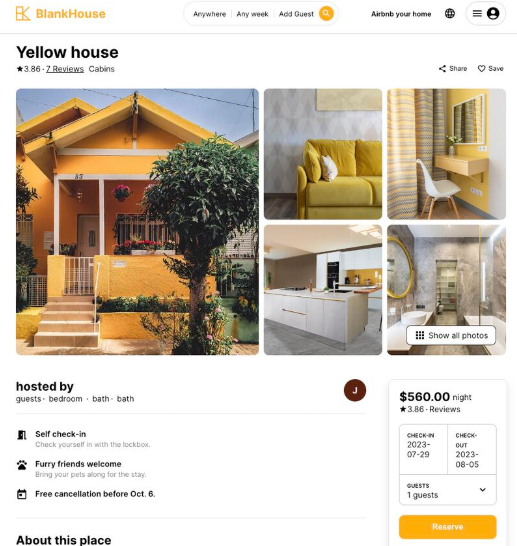 BlankHouse
Anywhere Any week Add Guest
Airbnb your home
Yellow house
★3.86 · 7 Reviews Cabins
Share Save
53
Show all photos
hosted by
guests · bedroom · bath · bath
J
Self check-in
Check yourself in with the lockbox.
Furry friends welcome
Bring your pets along for the stay.
Free cancellation before Oct. 6.
About this place
$560.00 night
★3.86 · Reviews
CHECK-IN
2023-
07-29
CHECK-
OUT
2023-
08-05
GUESTS
1 guests
Reserve